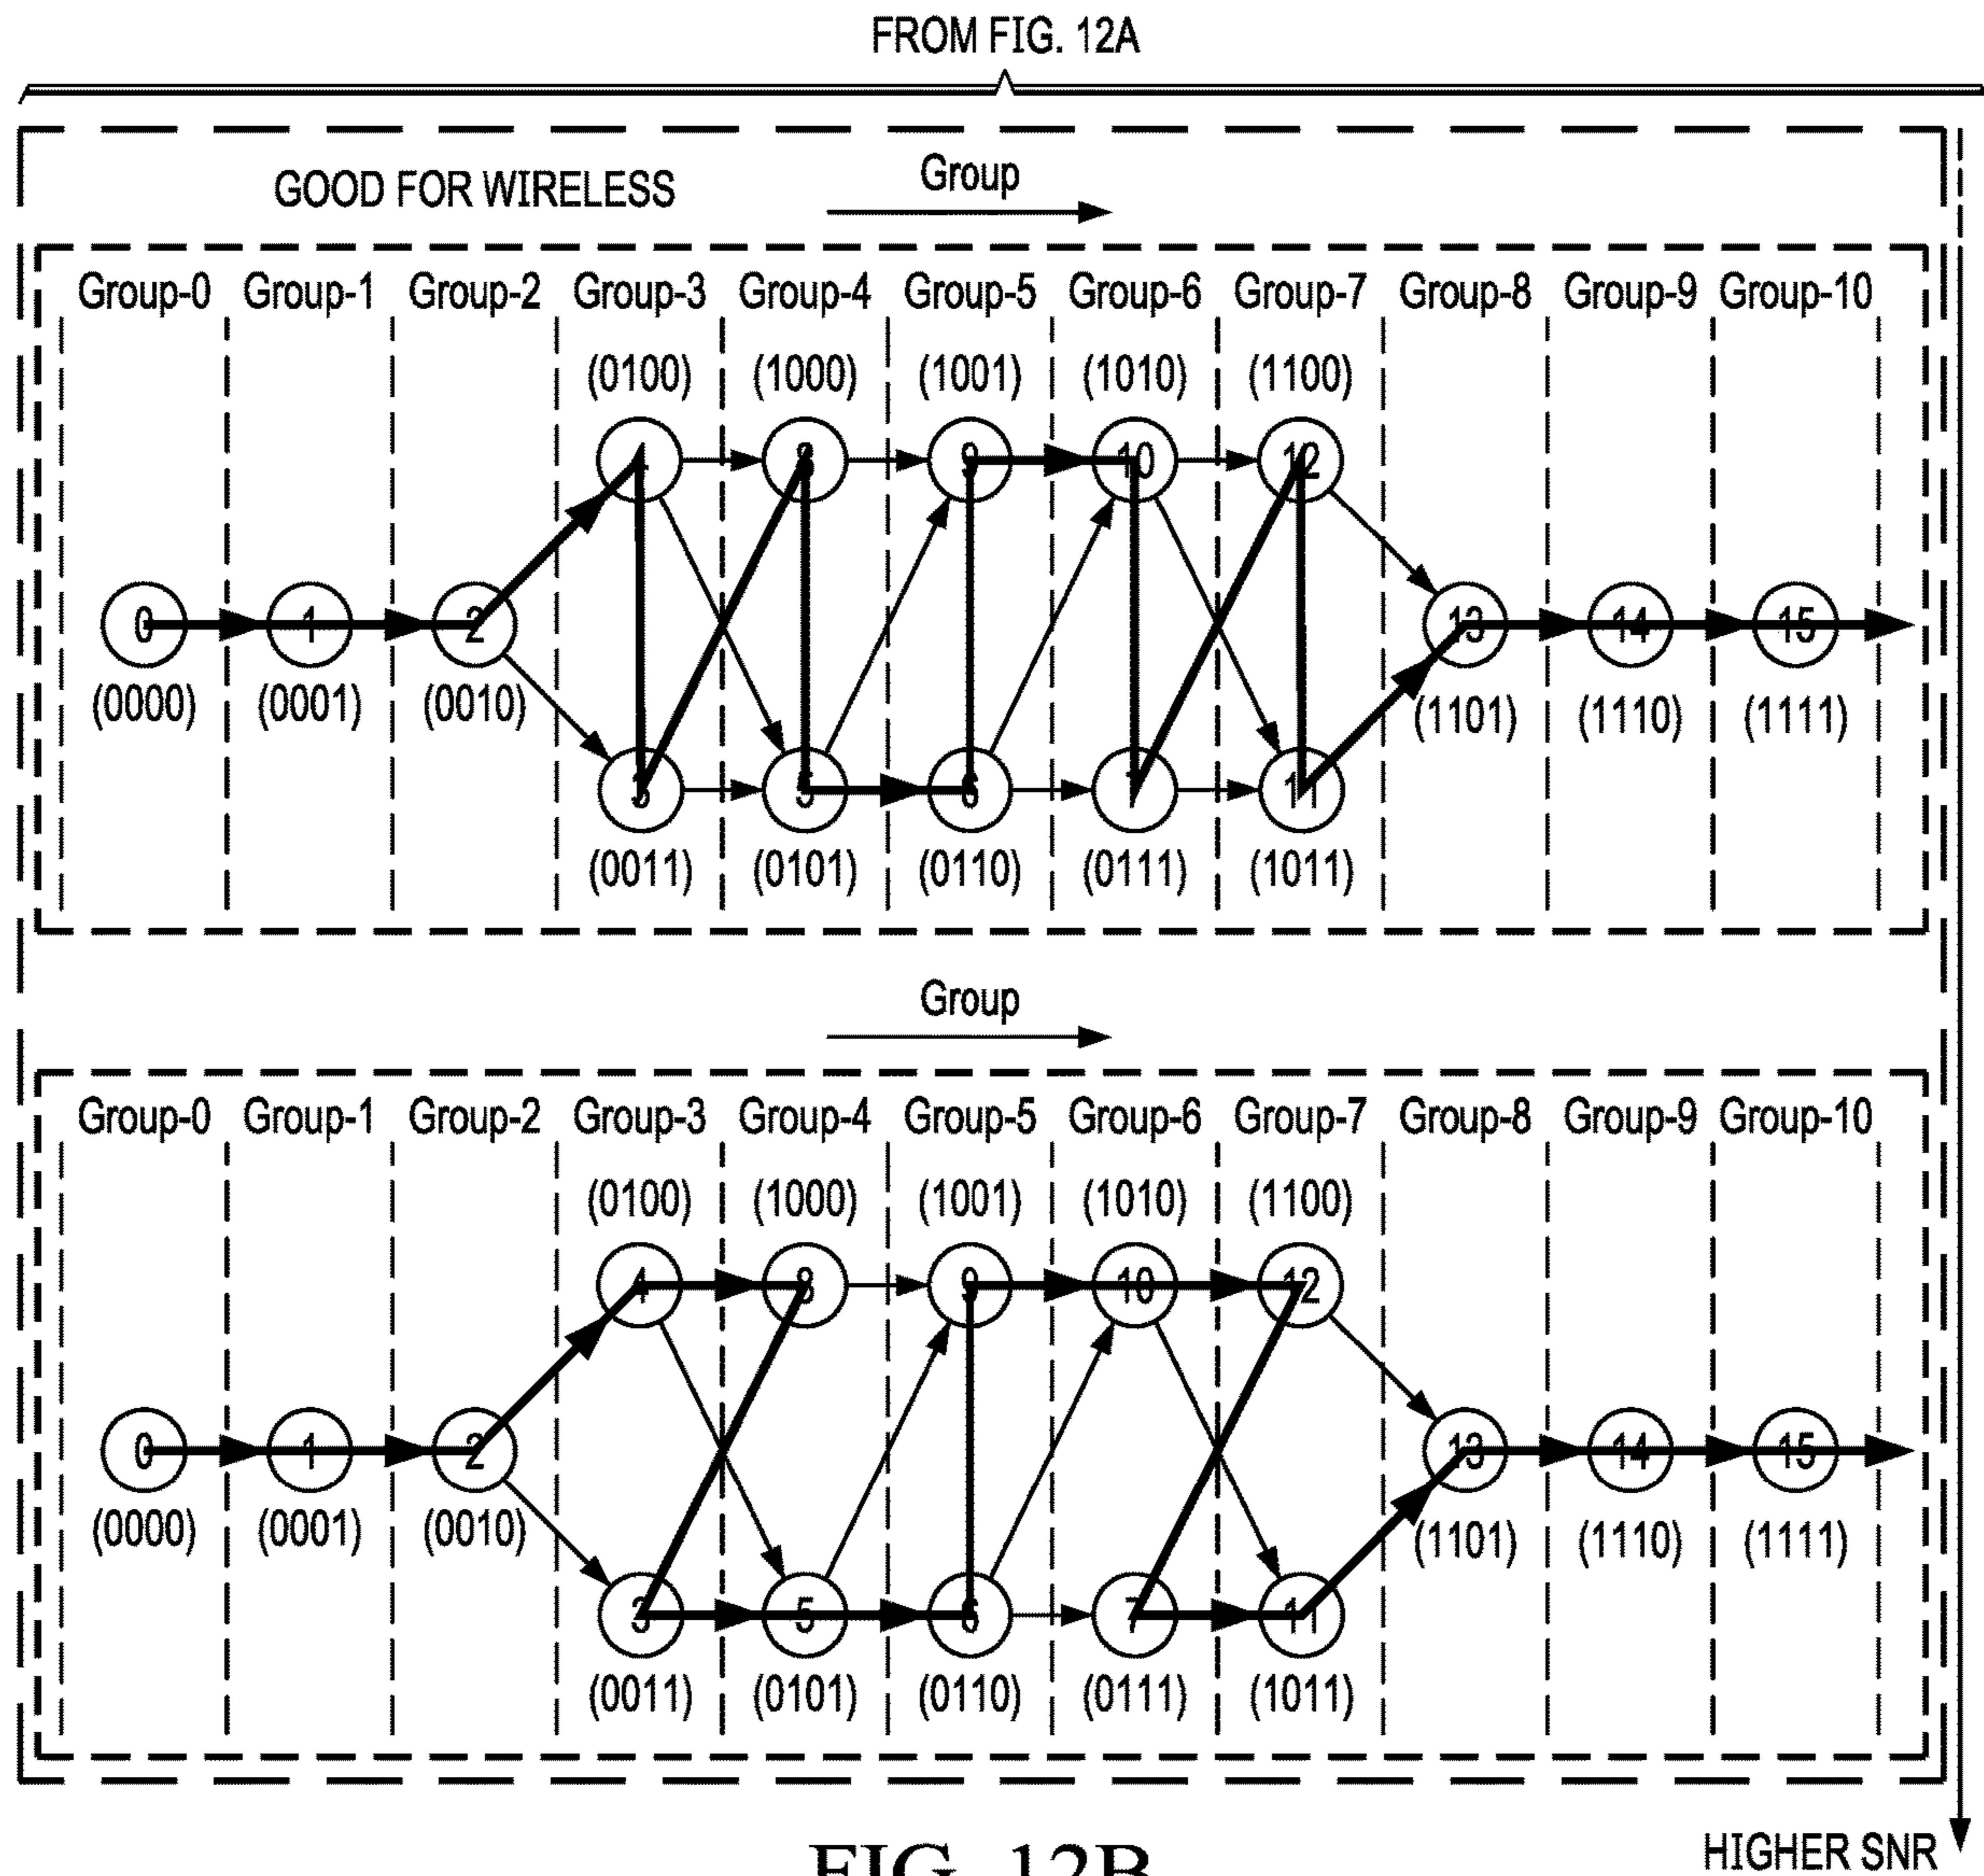 FROM FIG. 12A
GOOD FOR WIRELESS
Group
Group-0 Group-1 Group-2 Group-3 Group-4 Group-5 Group-6 Group-7 Group-8 Group-9 Group-10
(0100) (1000) (1001) (1010) (1100)
4 8 9 10 12
0 1 2 13 14 15
(0000) (0001) (0010) (1101) (1110) (1111)
3 5 6 7 11
(0011) (0101) (0110) (0111) (1011)
Group
Group-0 Group-1 Group-2 Group-3 Group-4 Group-5 Group-6 Group-7 Group-8 Group-9 Group-10
(0100) (1000) (1001) (1010) (1100)
4 8 9 10 12
0 1 2 13 14 15
(0000) (0001) (0010) (1101) (1110) (1111)
3 5 6 7 11
(0011) (0101) (0110) (0111) (1011)
HIGHER SNR
FIG. 12B